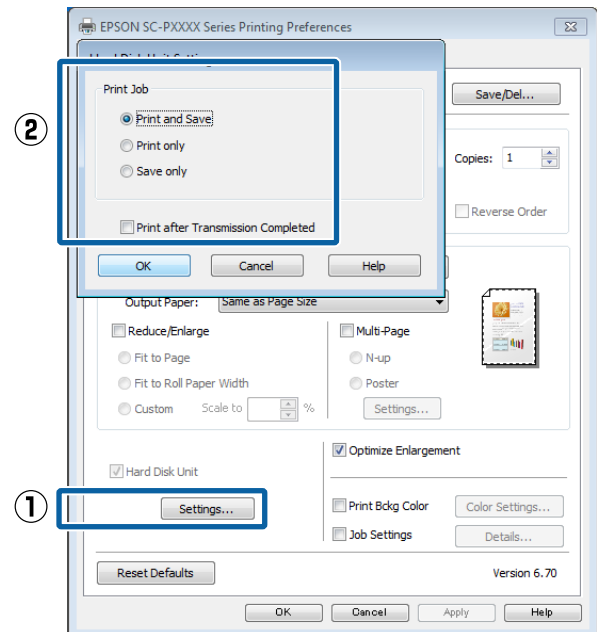 EPSON SC-PXXXX Series Printing Preferences
Print Job
Save/Del...
②
Print and Save
Print only
Copies: 1
Save only
Reverse Order
Print after Transmission Completed
OK Cancel Help
Output Paper: Same as Page Size
Reduce/Enlarge Multi-Page
Fit to Page N-up
Fit to Roll Paper Width Poster
Custom Scale to % Settings...
Optimize Enlargement
Hard Disk Unit
① Settings... Print Bckg Color Color Settings...
Job Settings Details...
Reset Defaults Version 6.70
OK Cancel Apply Help